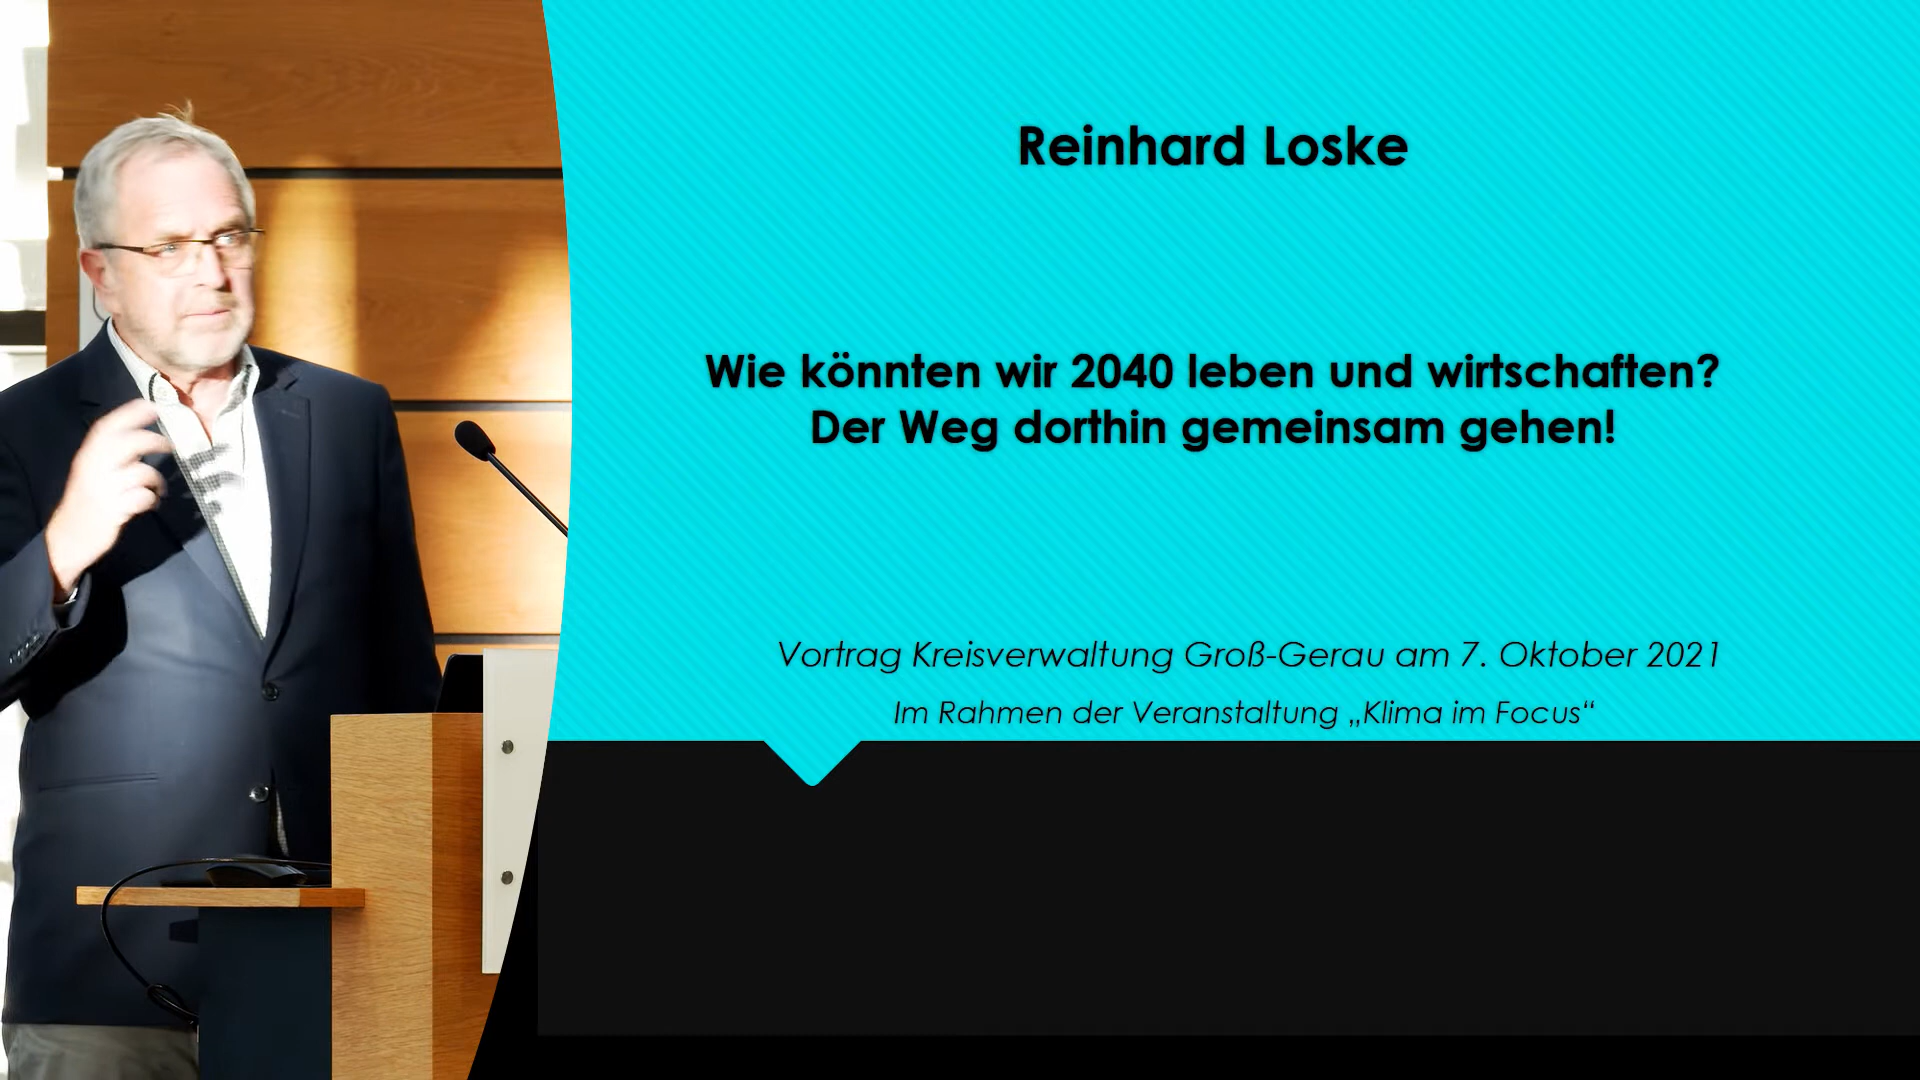 Reinhard Loske
Wie könnten wir 2040 leben und wirtschaften?
Der Weg dorthin gemeinsam gehen!
Vortrag Kreisverwaltung Groß-Gerau am 7. Oktober 2021
Im Rahmen der Veranstaltung „Klima im Focus“